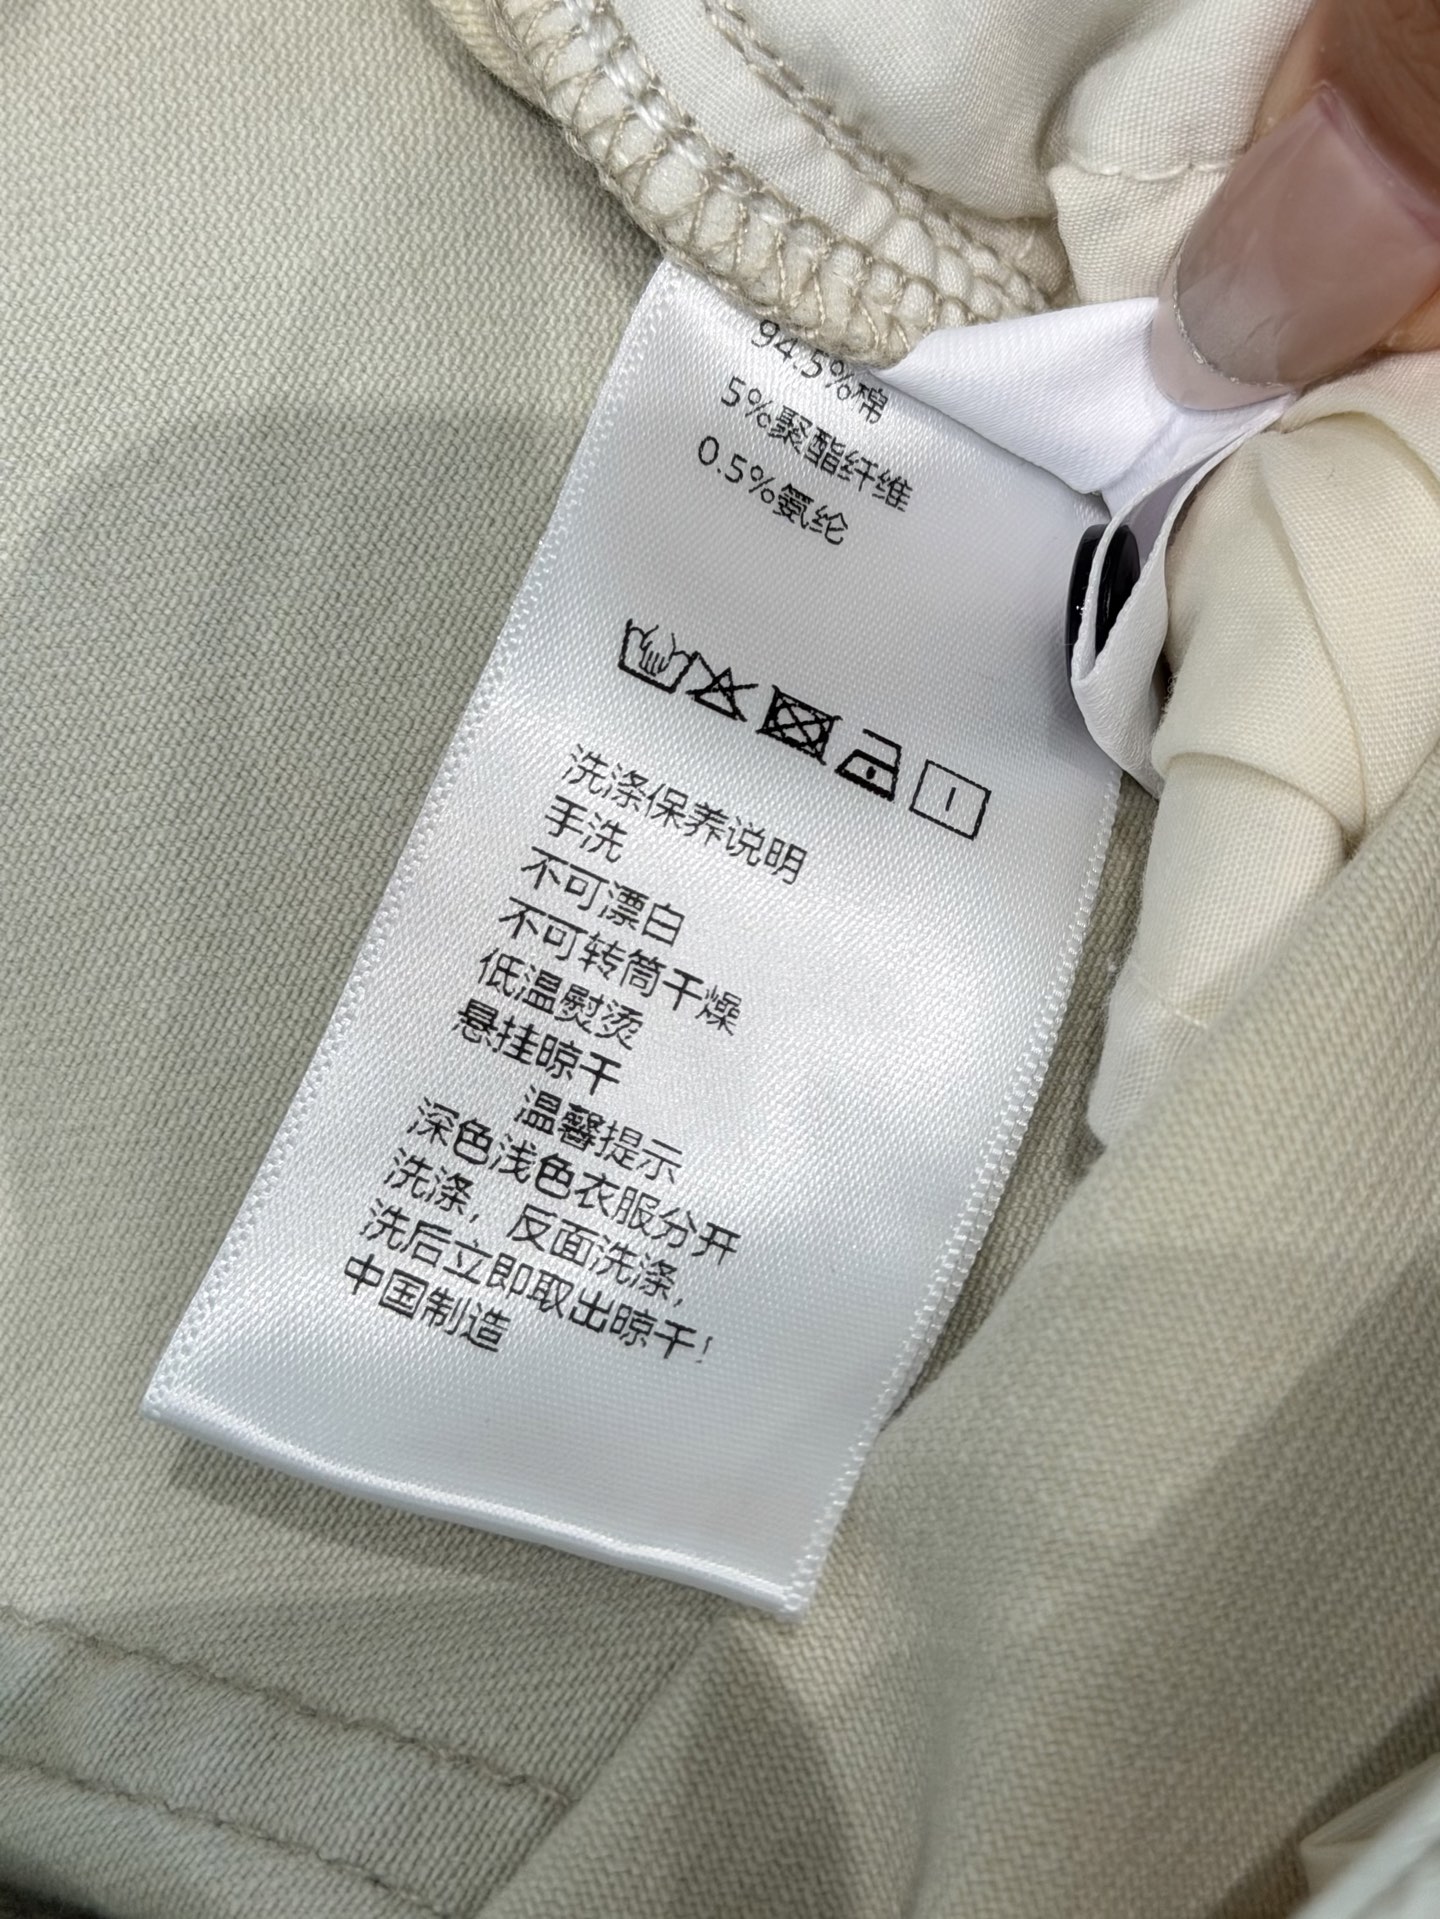 94.5%棉
5%聚酯纤维
0.5%氨纶
洗涤保养说明
手洗
不可漂白
不可转筒干燥
低温熨烫
悬挂晾干
温馨提示
深色浅色衣服分开
洗涤，反面洗涤，
洗后立即取出晾干！
中国制造